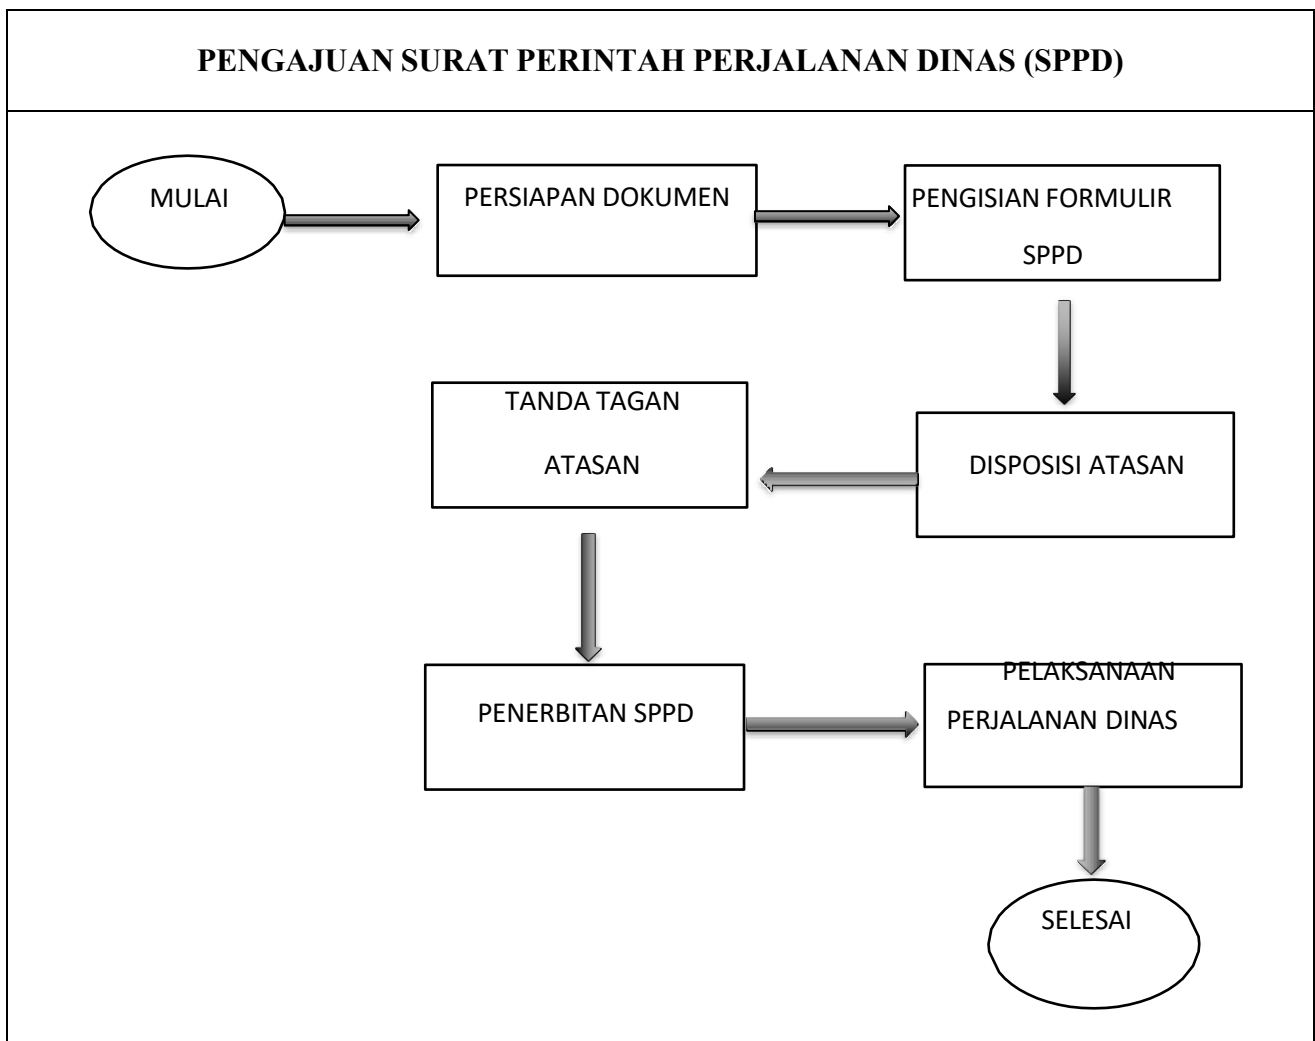 PENGAJUAN SURAT PERINTAH PERJALANAN DINAS (SPPD)
MULAI
PERSIAPAN DOKUMEN
PENGISIAN FORMULIR
SPPD
DISPOSISI ATASAN
TANDA TAGAN
ATASAN
PENERBITAN SPPD
PELAKSANAAN
PERJALANAN DINAS
SELESAI